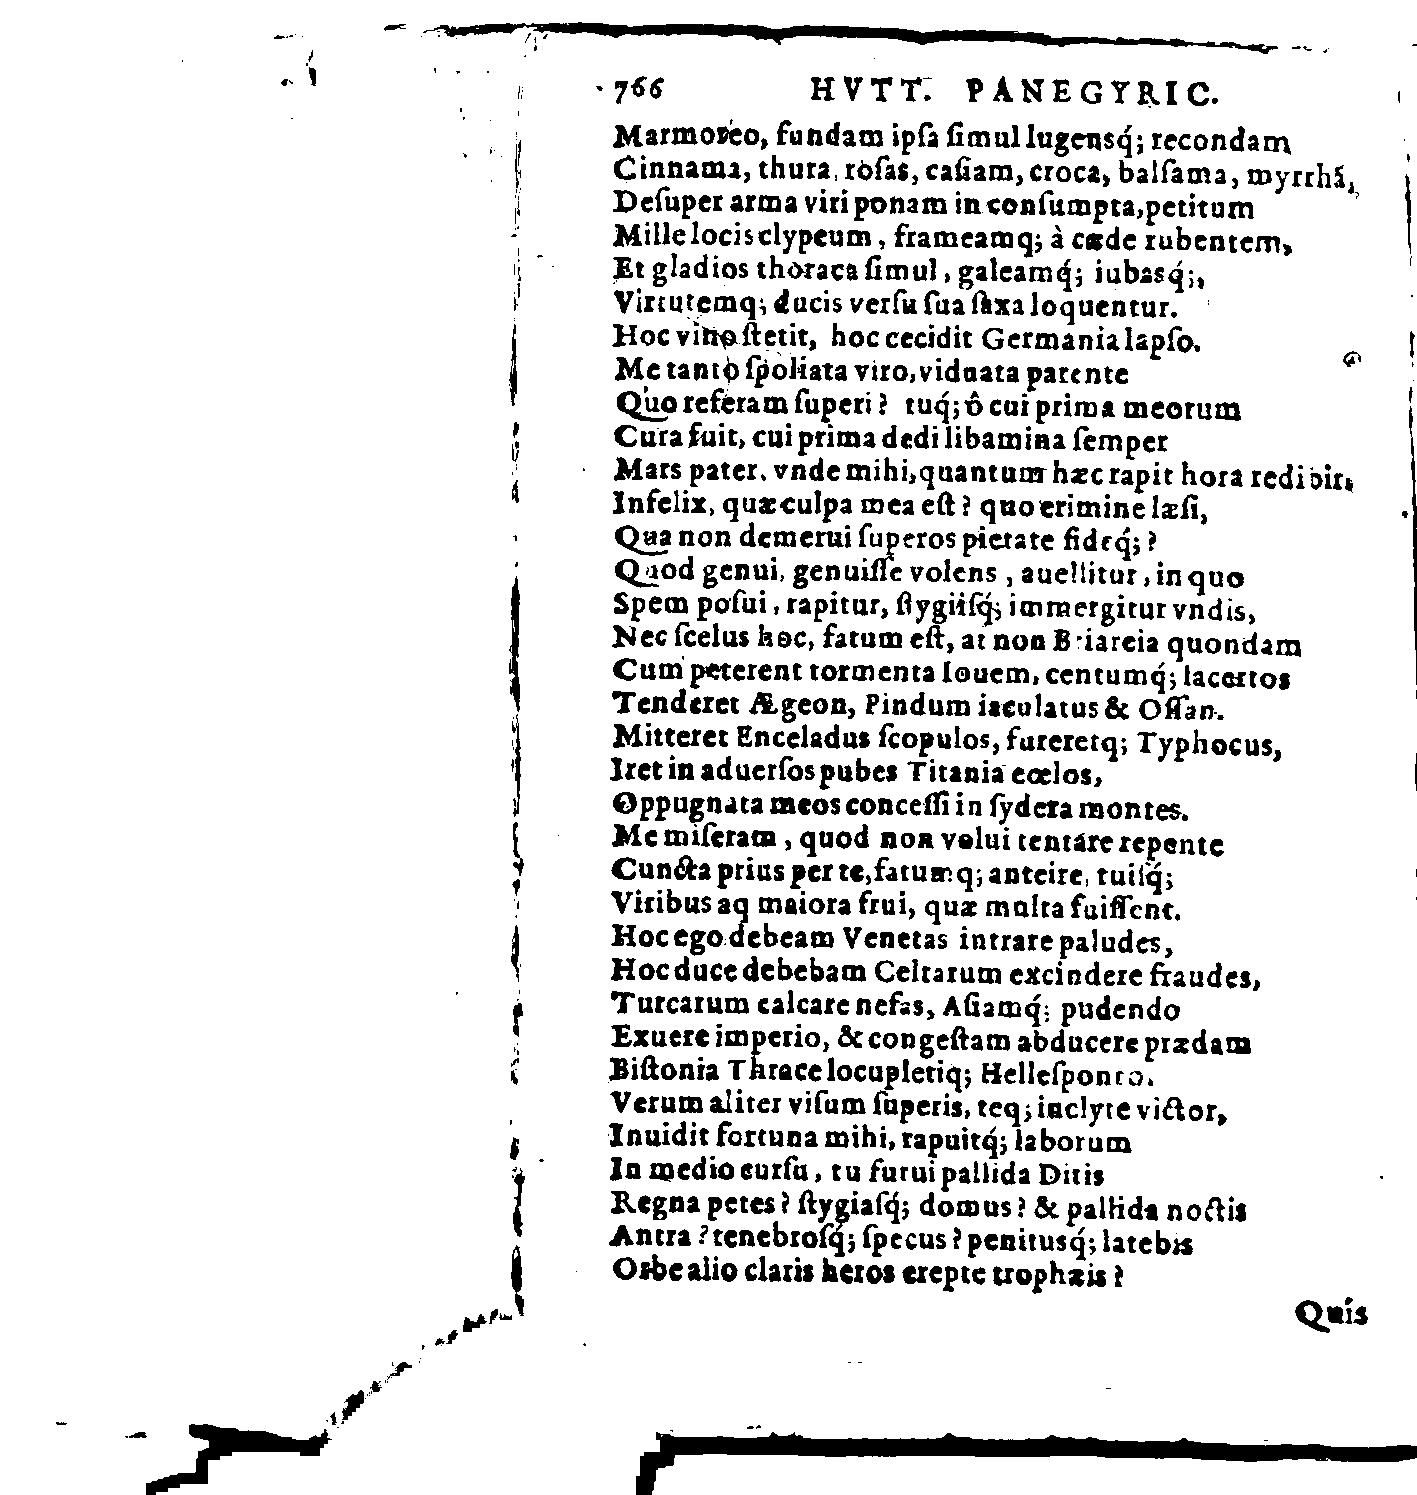 766 HVTT. PANEGYRIC.
Marmoreo, fundam ipſa ſimul lugensq́; recondam
Cinnama, thura, roſas, caſiam, croca, balſama, myrrhã,
Deſuper arma viri ponam in conſumpta, petitum
Mille locis clypeum, frameamq; à cæde rubentem,
Et gladios thoraca ſimul, galeamq́; iubasq́;,
Virtutemq; ducis verſu ſua ſaxa loquentur.
Hoc viuo ſtetit, hoc cecidit Germania lapſo.
Me tanto ſpoliata viro, viduata parente
Quo referam ſuperi? tuq́; ô cui prima meorum
Cura fuit, cui prima dedi libamina ſemper
Mars pater. vnde mihi, quantum hæc rapit hora redibit,
Infelix, quæ culpa mea eſt? quo crimine læſi,
Qua non demerui ſuperos pietate fideq́;?
Quod genui, genuiſſe volens, auellitur, in quo
Spem poſui, rapitur, ſtygiiſq́; immergitur vndis,
Nec ſcelus hoc, fatum eſt, at non Briareia quondam
Cum peterent tormenta Iouem, centumq́; lacertos
Tenderet Ægeon, Pindum iaculatus & Oſſan.
Mitteret Enceladus ſcopulos, fureretq; Typhocus,
Iret in aduerſos pubes Titania cœlos,
Oppugnata meos conceſſi in ſydera montes.
Me miſeram, quod non volui tentare repente
Cuncta prius per te, fatumq; anteire, tuiſq́;
Viribus aq maiora frui, quæ multa fuiſſent.
Hoc ego debeam Venetas intrare paludes,
Hoc duce debebam Celtarum excindere fraudes,
Turcarum calcare nefas, Aſiamq́; pudendo
Exuere imperio, & congeſtam abducere prædam
Biſtonia Thrace locupletiq; Helleſponto.
Verum aliter viſum ſuperis, teq; inclyte victor,
Inuidit fortuna mihi, rapuitq́; laborum
In medio curſu, tu furui pallida Ditis
Regna petes? ſtygiaſq́; domus? & pallida noctis
Antra? tenebroſq́; ſpecus? penitusq́; latebis
Orbe alio claris heros erepte trophæis?
Quis